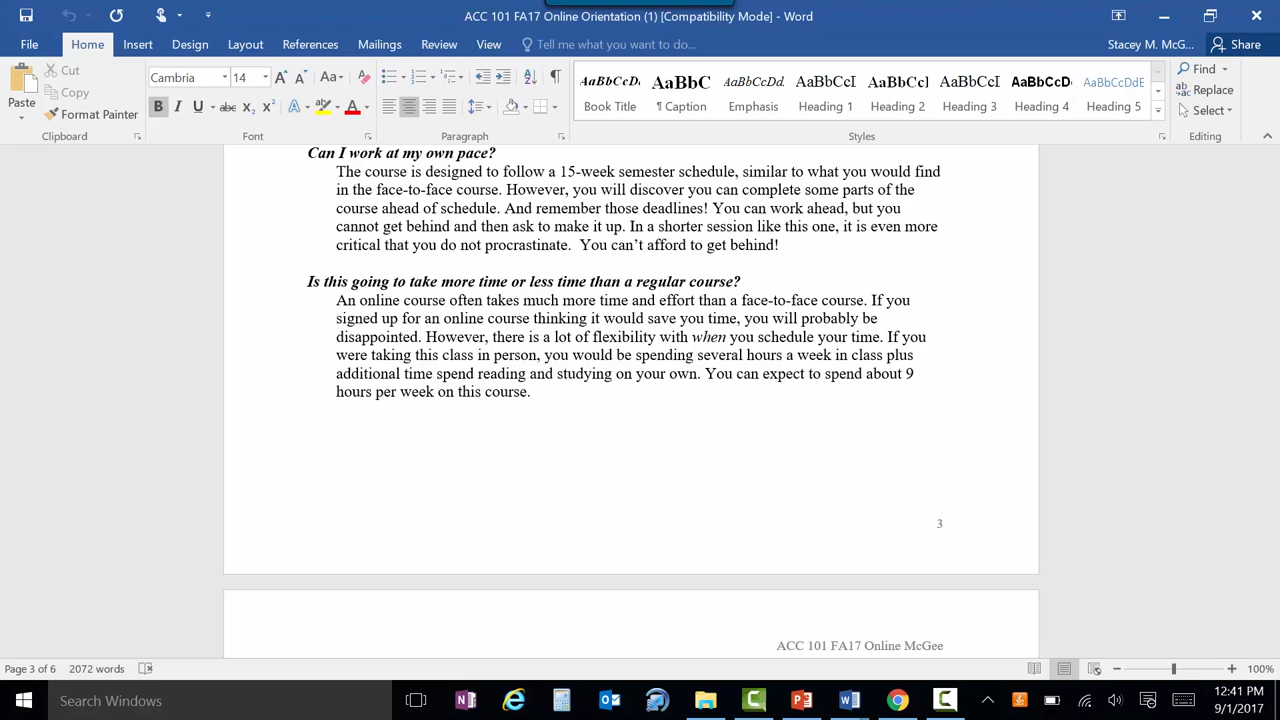 ACC 101 FA17 Online Orientation (1) [Compatibility Mode] - Word
File Home Insert Design Layout References Mailings Review View Tell me what you want to do... Stacey M. McG... Share
Paste Cut Copy Format Painter
Cambria 14
AaBbCcD. AaBbC AaBbCcDd AaBbCcI AaBbCcI AaBbCcI AaBbCcD. AaBbCcDdE
Book Title ¶ Caption Emphasis Heading 1 Heading 2 Heading 3 Heading 4 Heading 5
Find Replace Select
Clipboard Font Paragraph Styles Editing
Can I work at my own pace?
The course is designed to follow a 15-week semester schedule, similar to what you would find
in the face-to-face course. However, you will discover you can complete some parts of the
course ahead of schedule. And remember those deadlines! You can work ahead, but you
cannot get behind and then ask to make it up. In a shorter session like this one, it is even more
critical that you do not procrastinate.  You can't afford to get behind!
Is this going to take more time or less time than a regular course?
An online course often takes much more time and effort than a face-to-face course. If you
signed up for an online course thinking it would save you time, you will probably be
disappointed. However, there is a lot of flexibility with when you schedule your time. If you
were taking this class in person, you would be spending several hours a week in class plus
additional time spend reading and studying on your own. You can expect to spend about 9
hours per week on this course.
3
ACC 101 FA17 Online McGee
Page 3 of 6 2072 words 100%
Search Windows
12:41 PM
9/1/2017